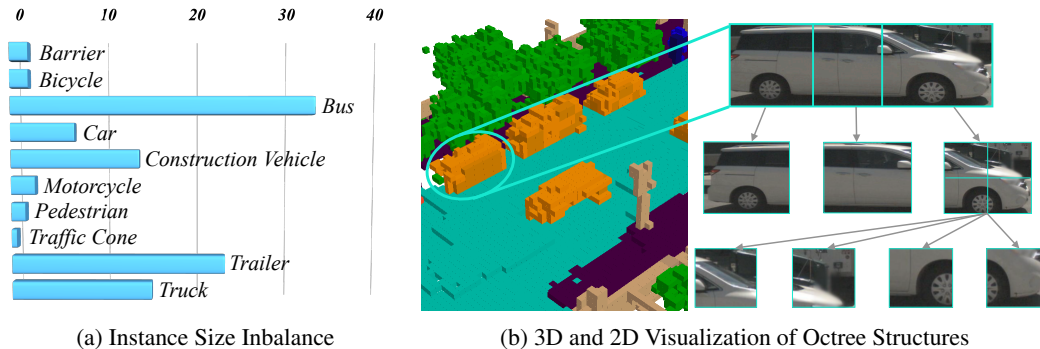 0 10 20 30 40
Barrier
Bicycle
Bus
Car
Construction Vehicle
Motorcycle
Pedestrian
Traffic Cone
Trailer
Truck
(a) Instance Size Inbalance
(b) 3D and 2D Visualization of Octree Structures